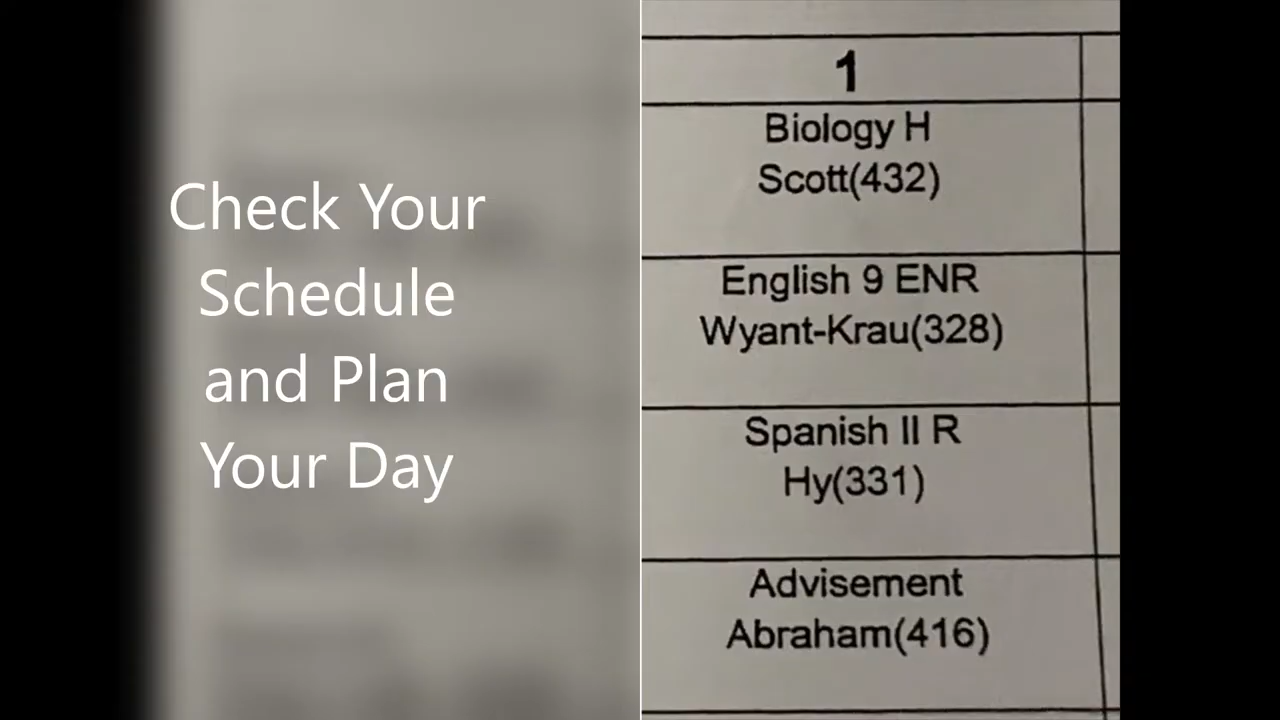 Check Your
Schedule
and Plan
Your Day
1
Biology H
Scott(432)
English 9 ENR
Wyant-Krau(328)
Spanish II R
Hy(331)
Advisement
Abraham(416)